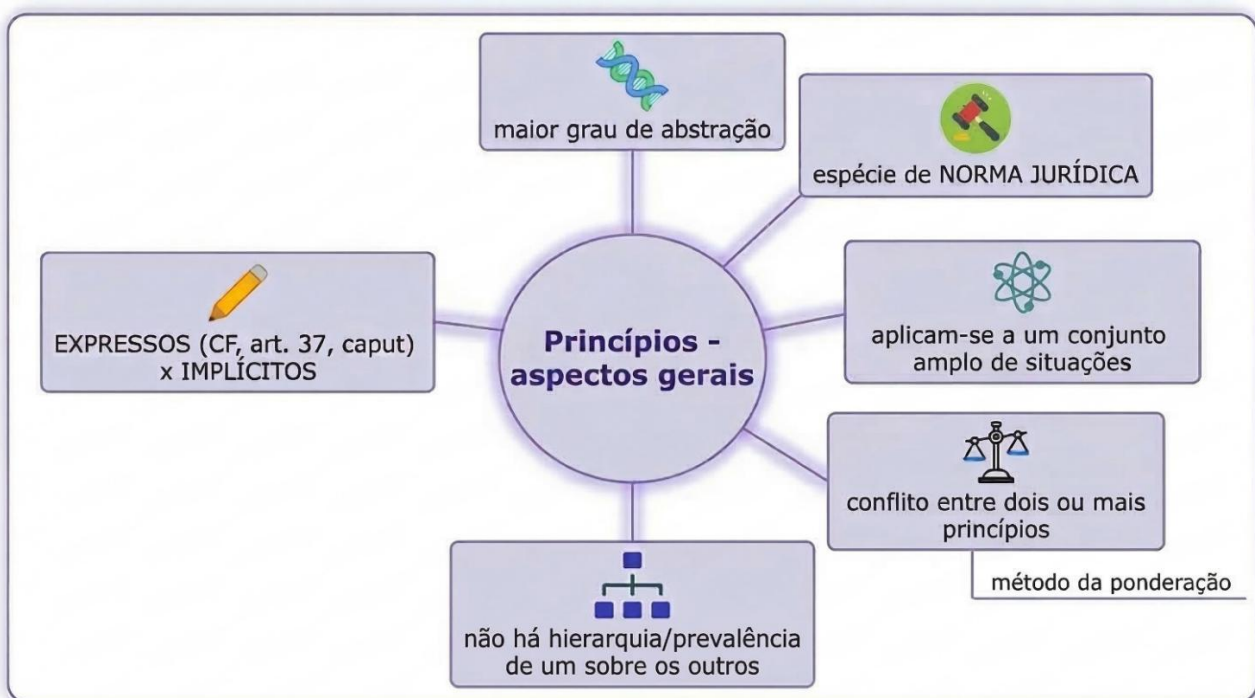 maior grau de abstração
espécie de NORMA JURÍDICA
EXPRESSOS (CF, art. 37, caput)
x IMPLÍCITOS
Princípios -
aspectos gerais
aplicam-se a um conjunto
amplo de situações
conflito entre dois ou mais
princípios
método da ponderação
não há hierarquia/prevalência
de um sobre os outros